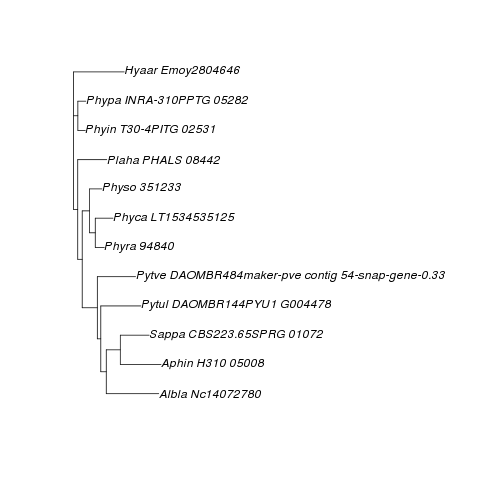 Hyaar Emoy2804646
Phypa INRA-310PPTG 05282
Phyin T30-4PITG 02531
Plaha PHALS 08442
Physo 351233
Phyca LT1534535125
Phyra 94840
Pytve DAOMBR484maker-pve contig 54-snap-gene-0.33
Pytul DAOMBR144PYU1 G004478
Sappa CBS223.65SPRG 01072
Aphin H310 05008
Albla Nc14072780